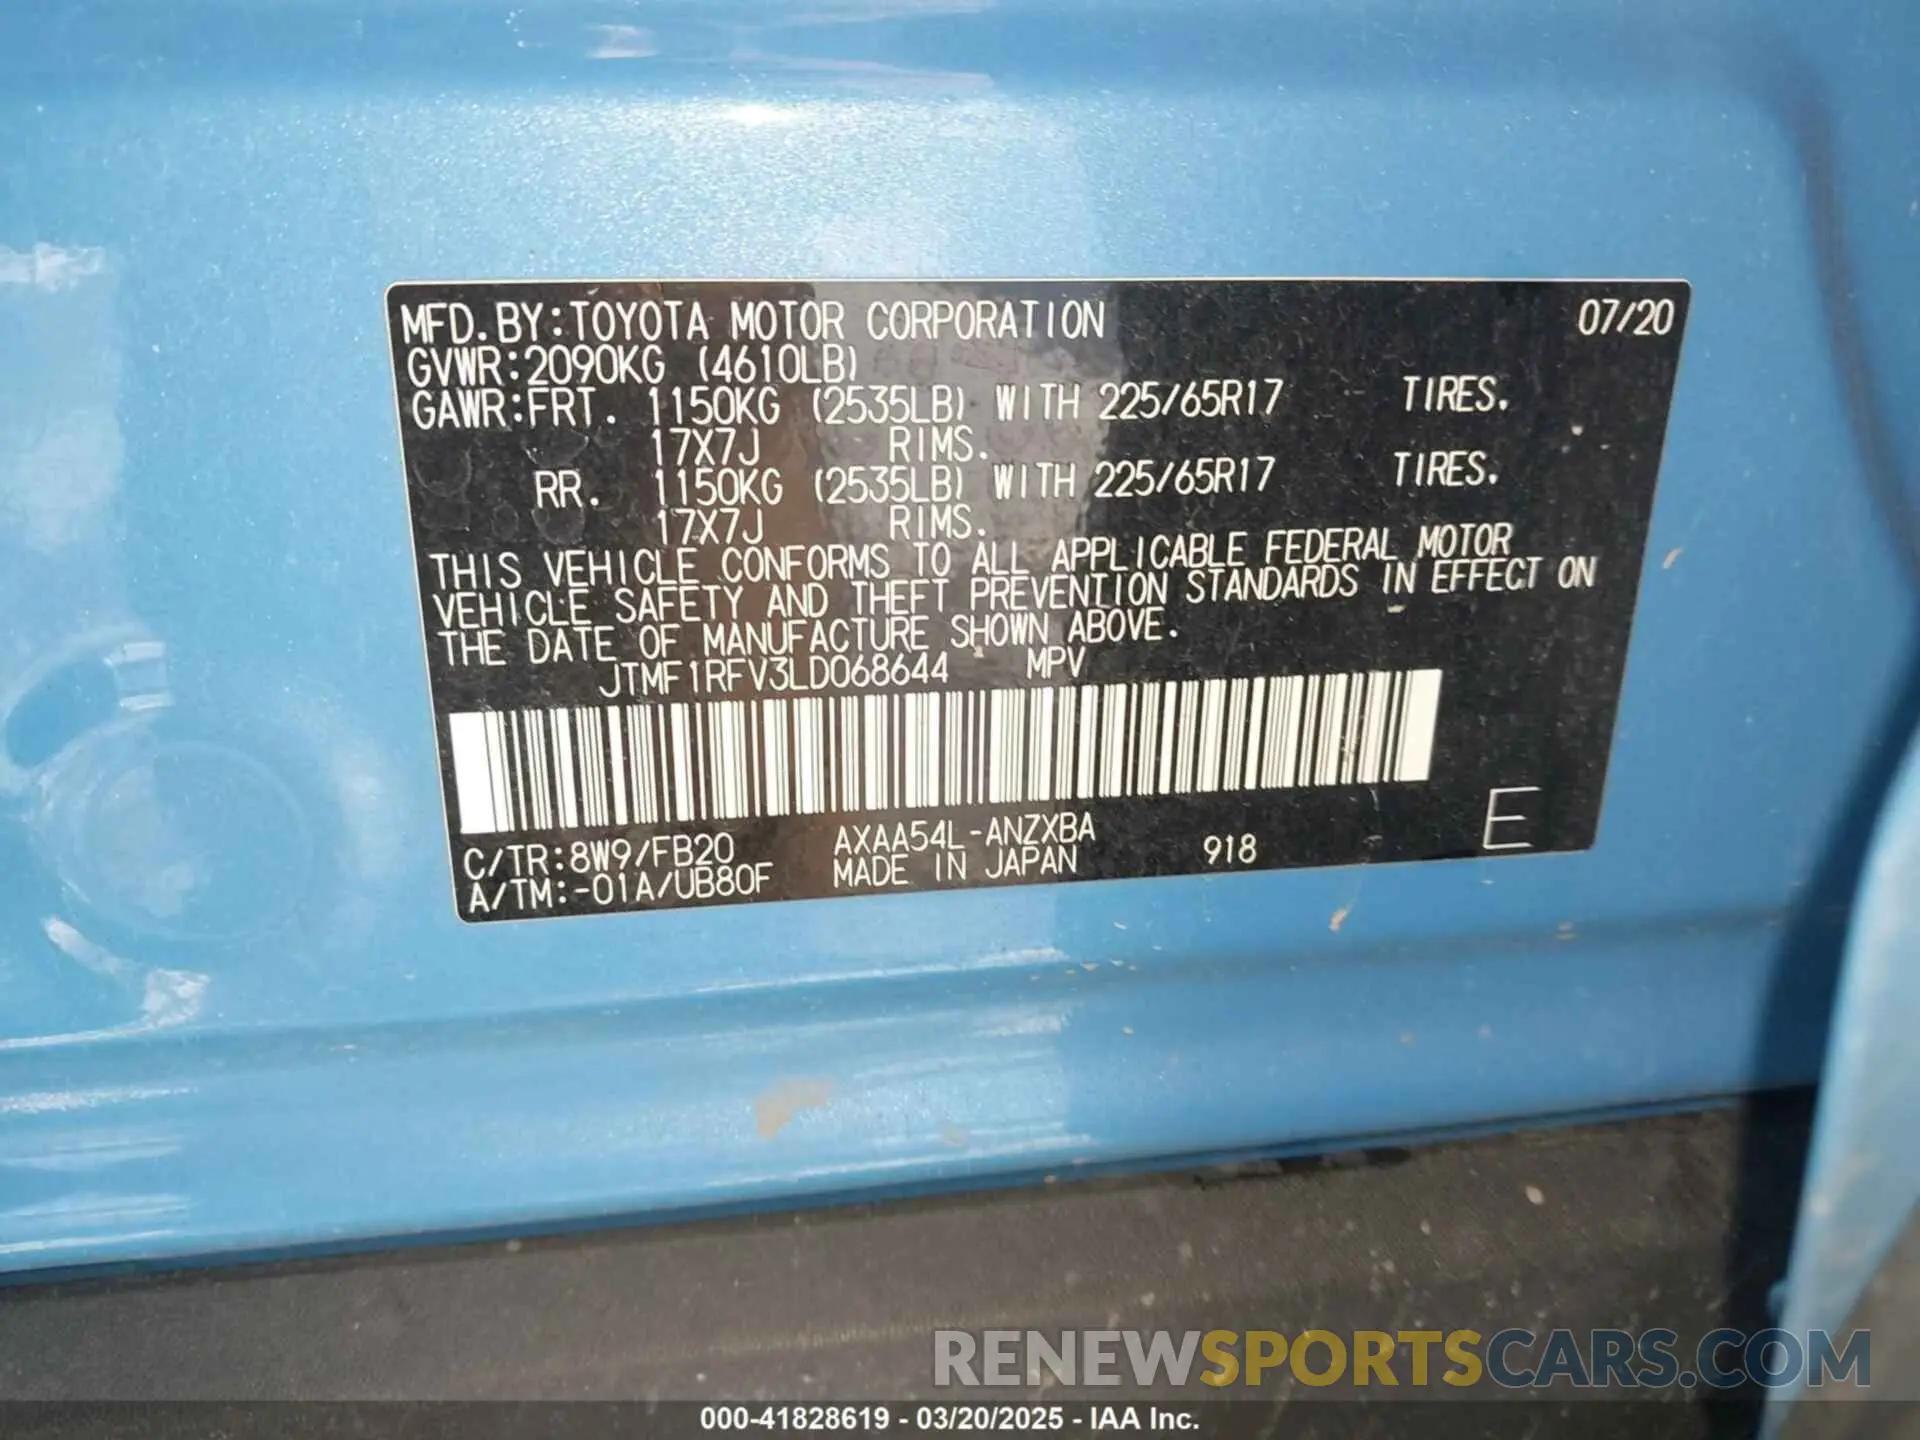 MFD.BY:TOYOTA MOTOR CORPORATION 07/20
GVWR:2090KG (4610LB)
GAWR:FRT. 1150KG (2535LB) WITH 225/65R17 TIRES.
17X7J RIMS.
RR. 1150KG (2535LB) WITH 225/65R17 TIRES.
17X7J RIMS.
THIS VEHICLE CONFORMS TO ALL APPLICABLE FEDERAL MOTOR
VEHICLE SAFETY AND THEFT PREVENTION STANDARDS IN EFFECT ON
THE DATE OF MANUFACTURE SHOWN ABOVE.
JTMF1RFV3LD068644 MPV
C/TR:8W9/FB20 AXAA54L-ANZXBA 918 E
A/TM:-01A/UB80F MADE IN JAPAN
RENEWSPORTSCARS.COM
000-41828619 - 03/20/2025 - IAA Inc.